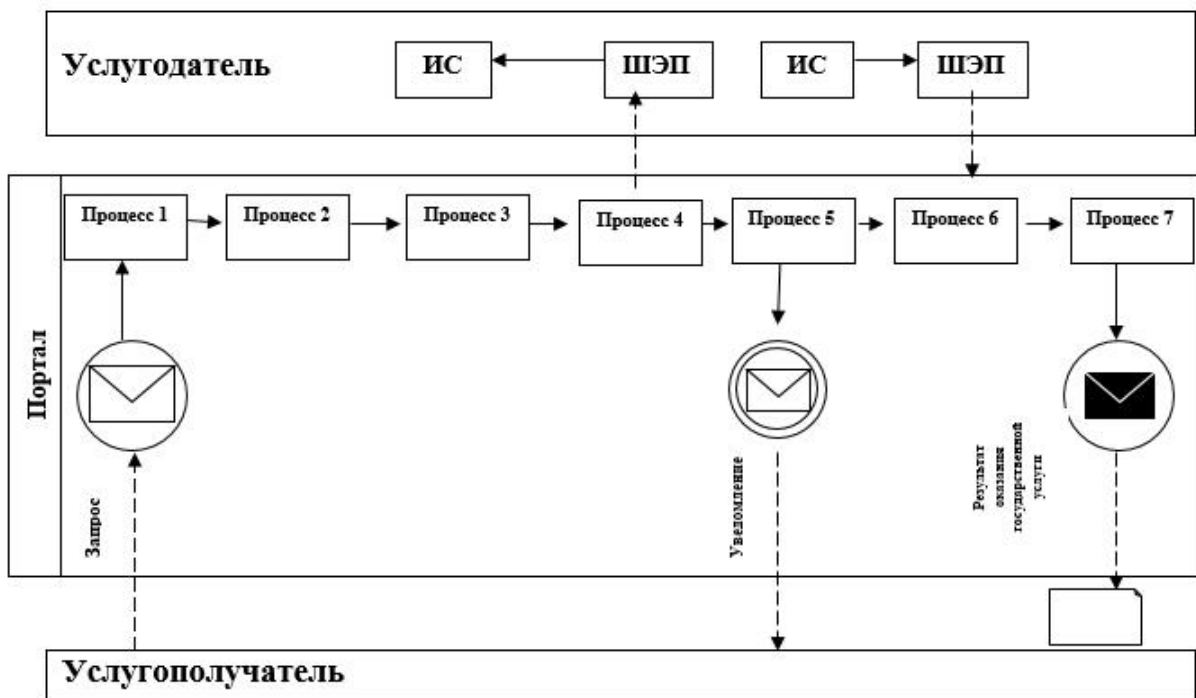 Услугодатель
ИС
ШЭП
ИС
ШЭП
Портал
Процесс 1
Процесс 2
Процесс 3
Процесс 4
Процесс 5
Процесс 6
Процесс 7
Запрос
Уведомление
Результат
оказания
государственной
услуги
Услугополучатель